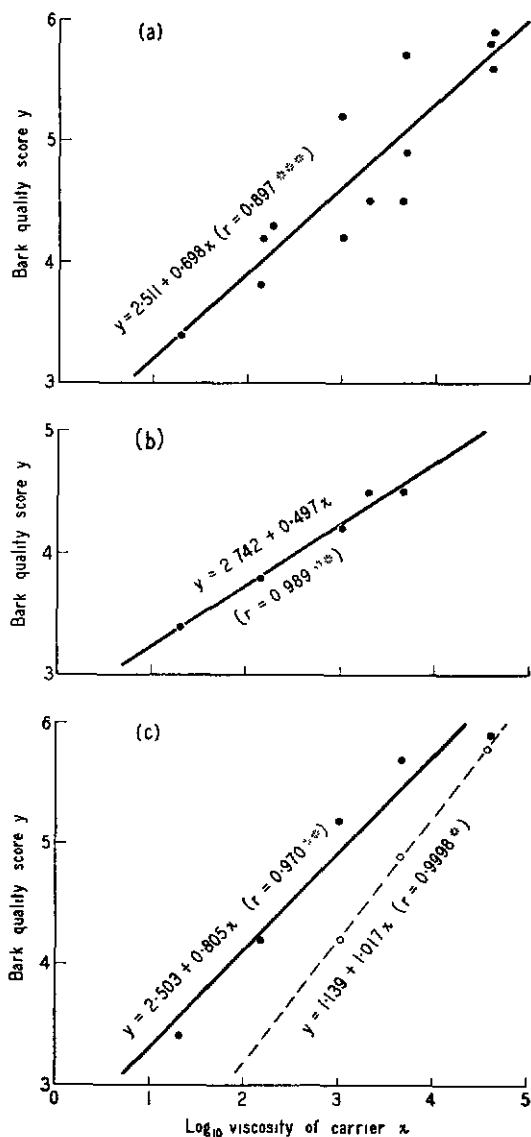 (a)
6
5
4
3
Bark quality score y
y = 2·511 + 0·698x (r = 0·897 ***)
(b)
5
4
3
Bark quality score y
y = 2 742 + 0·497x
(r = 0 989 **)
(c)
6
5
4
3
Bark quality score y
y = 2·503 + 0·805x (r = 0·970 **)
y = 1·139 + 1·017x (r = 0·9998 *)
0 1 2 3 4 5
Log10 viscosity of carrier x